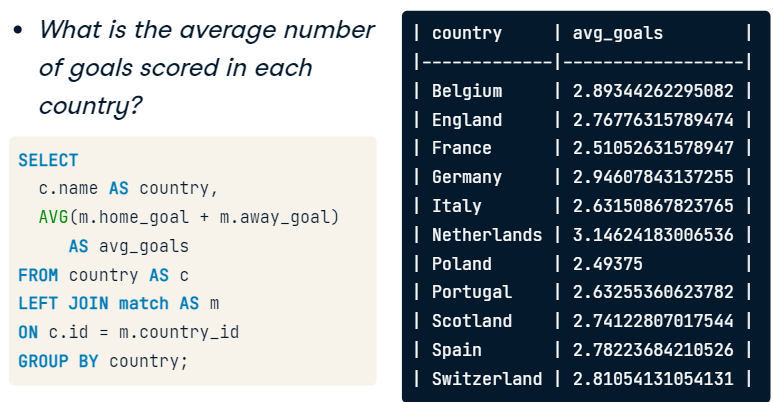 • What is the average number
of goals scored in each
country?
SELECT
c.name AS country,
AVG(m.home_goal + m.away_goal)
AS avg_goals
FROM country AS c
LEFT JOIN match AS m
ON c.id = m.country_id
GROUP BY country;
| country | avg_goals |
|-------------|------------------|
| Belgium | 2.89344262295082 |
| England | 2.76776315789474 |
| France | 2.51052631578947 |
| Germany | 2.94607843137255 |
| Italy | 2.63150867823765 |
| Netherlands | 3.14624183006536 |
| Poland | 2.49375 |
| Portugal | 2.63255360623782 |
| Scotland | 2.74122807017544 |
| Spain | 2.78223684210526 |
| Switzerland | 2.81054131054131 |